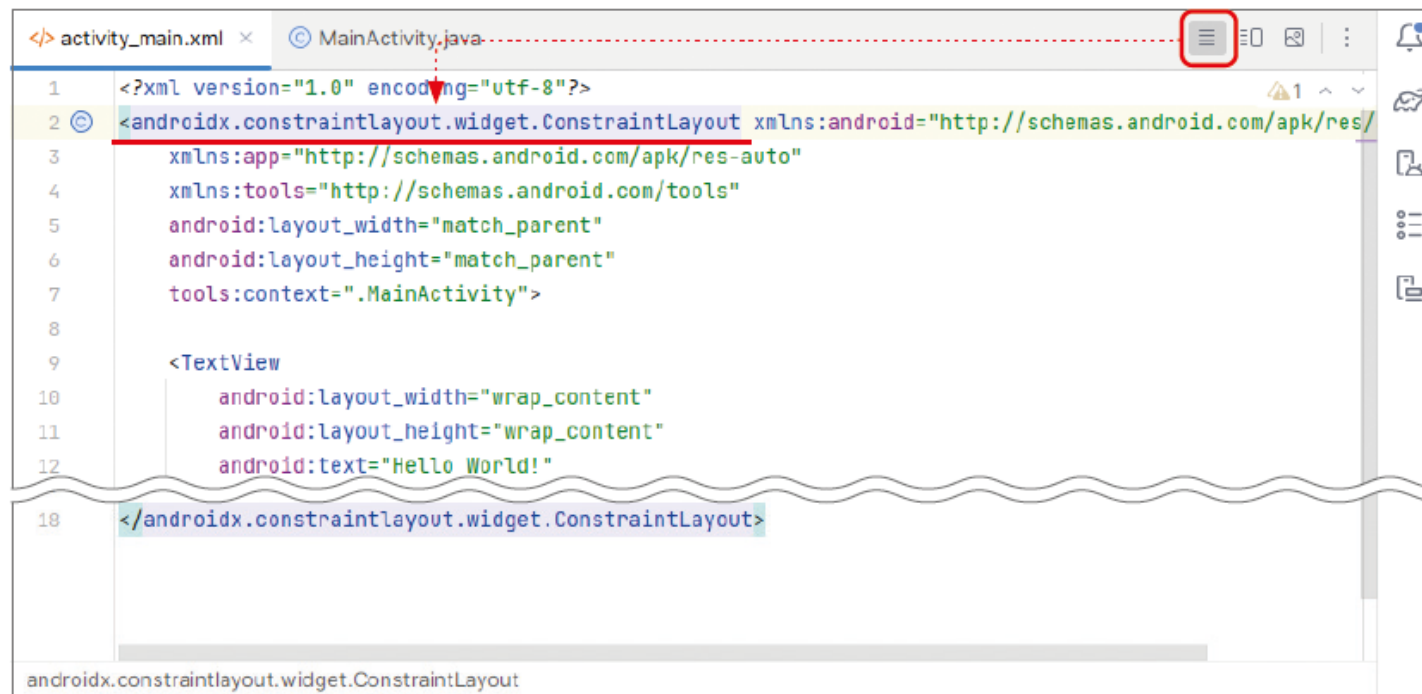 </> activity_main.xml × © MainActivity.java
1 <?xml version="1.0" encoding="utf-8"?>
1
2 © <androidx.constraintlayout.widget.ConstraintLayout xmlns:android="http://schemas.android.com/apk/res/
3 xmlns:app="http://schemas.android.com/apk/res-auto"
4 xmlns:tools="http://schemas.android.com/tools"
5 android:layout_width="match_parent"
6 android:layout_height="match_parent"
7 tools:context=".MainActivity">
8
9 <TextView
10 android:layout_width="wrap_content"
11 android:layout_height="wrap_content"
12 android:text="Hello World!"
18 </androidx.constraintlayout.widget.ConstraintLayout>
androidx.constraintlayout.widget.ConstraintLayout